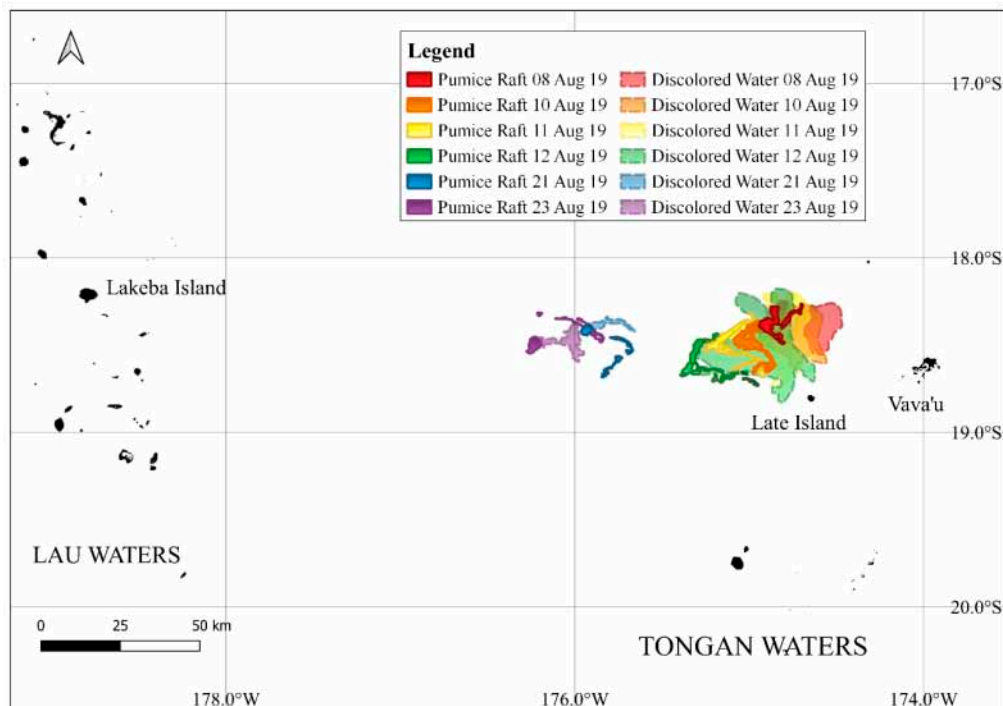 Legend
Pumice Raft 08 Aug 19 Discolored Water 08 Aug 19
Pumice Raft 10 Aug 19 Discolored Water 10 Aug 19
Pumice Raft 11 Aug 19 Discolored Water 11 Aug 19
Pumice Raft 12 Aug 19 Discolored Water 12 Aug 19
Pumice Raft 21 Aug 19 Discolored Water 21 Aug 19
Pumice Raft 23 Aug 19 Discolored Water 23 Aug 19
17.0°S
18.0°S
Lakeba Island
Vava'u
Late Island
19.0°S
LAU WATERS
20.0°S
0 25 50 km
TONGAN WATERS
178.0°W 176.0°W 174.0°W